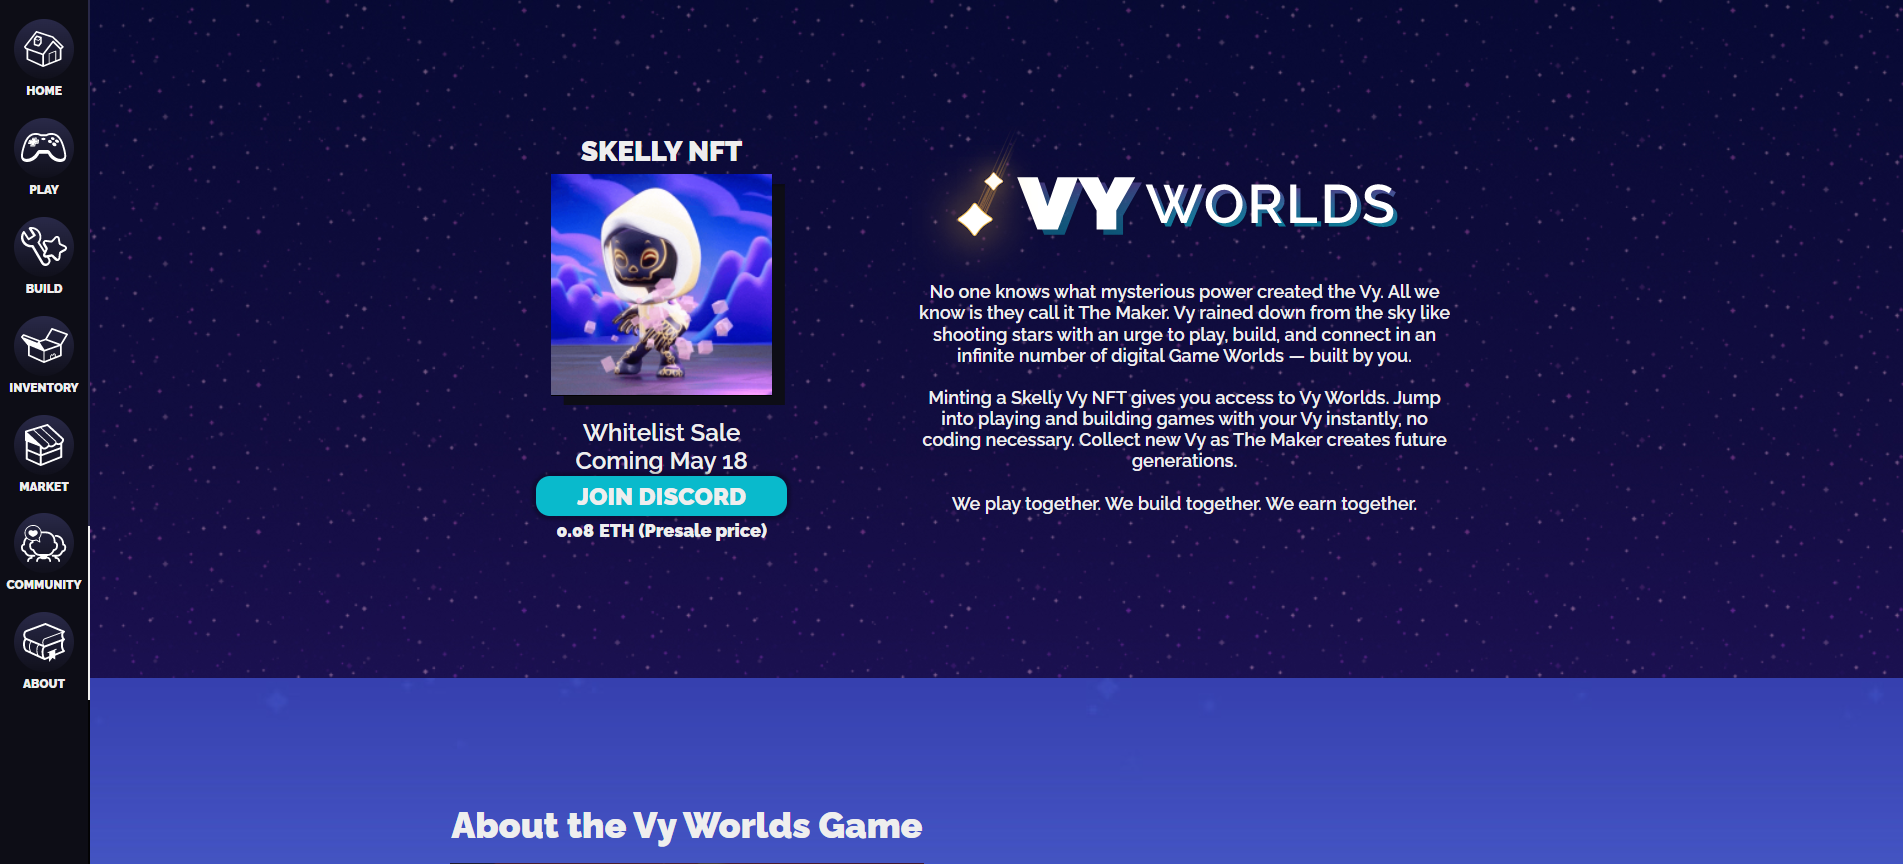 HOME
PLAY
BUILD
INVENTORY
MARKET
COMMUNITY
ABOUT
SKELLY NFT
Whitelist Sale
Coming May 18
JOIN DISCORD
0.08 ETH (Presale price)
VY WORLDS
No one knows what mysterious power created the Vy. All we
know is they call it The Maker. Vy rained down from the sky like
shooting stars with an urge to play, build, and connect in an
infinite number of digital Game Worlds — built by you.
Minting a Skelly Vy NFT gives you access to Vy Worlds. Jump
into playing and building games with your Vy instantly, no
coding necessary. Collect new Vy as The Maker creates future
generations.
We play together. We build together. We earn together.
About the Vy Worlds Game